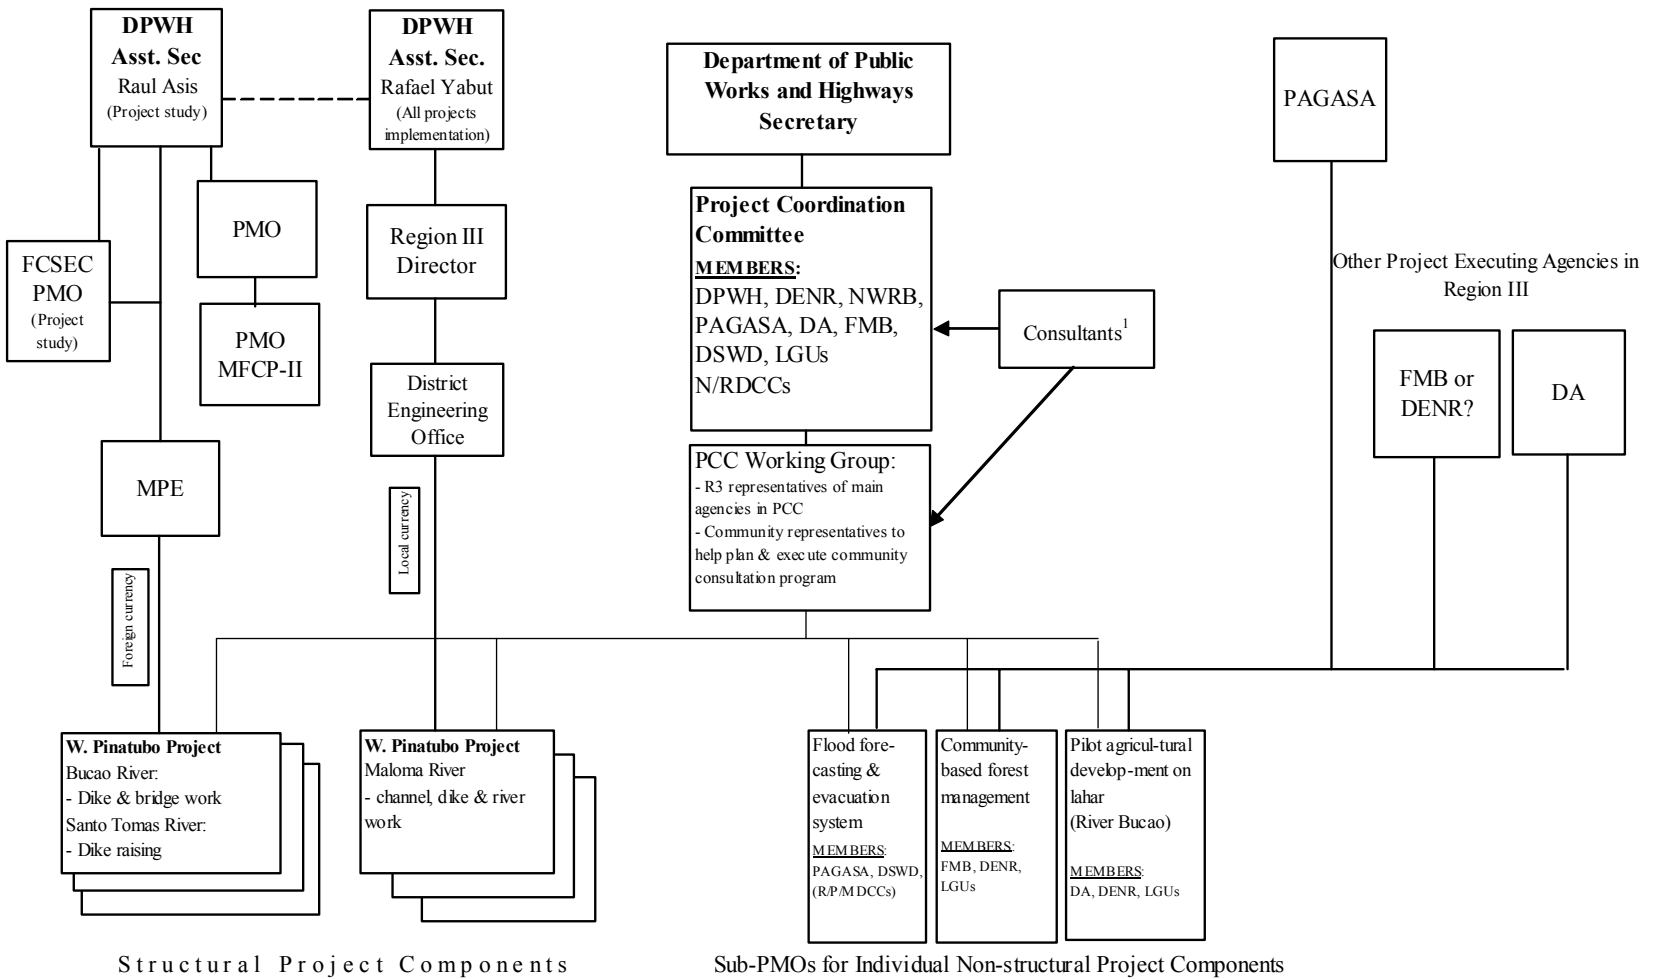 DPWH
Asst. Sec
Raul Asis
(Project study)
DPWH
Asst. Sec.
Rafael Yabut
(All projects
implementation)
Department of Public
Works and Highways
Secretary
PAGASA
PMO
Region III
Director
Project Coordination
Committee
MEMBERS:
DPWH, DENR, NWRB,
PAGASA, DA, FMB,
DSWD, LGUs
N/RDCCs
FCSEC
PMO
(Project
study)
PMO
MFCP-II
Consultants1
Other Project Executing Agencies in
Region III
FMB or
DENR?
DA
District
Engineering
Office
MPE
PCC Working Group:
- R3 representatives of main
agencies in PCC
- Community representatives to
help plan & execute community
consultation program
Local currency
Foreign currency
W. Pinatubo Project
Bucao River:
- Dike & bridge work
Santo Tomas River:
- Dike raising
W. Pinatubo Project
Maloma River
- channel, dike & river
work
Flood fore-
casting &
evacuation
system
MEMBERS:
PAGASA, DSWD,
(R/P/MDCCs)
Community-
based forest
management
MEMBERS:
FMB, DENR,
LGUs
Pilot agricul-tural
develop-ment on
lahar
(River Bucao)
MEMBERS:
DA, DENR, LGUs
Structural Project Components
Sub-PMOs for Individual Non-structural Project Components